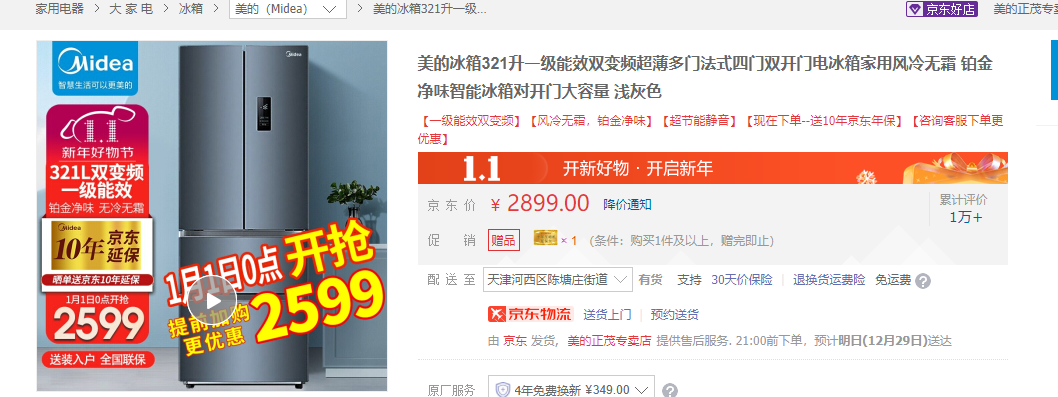 家用电器 > 大 家 电 > 冰箱 > 美的（Midea） > 美的冰箱321升一级...
京东好店 美的正茂专卖
Midea
智慧生活可以更美的
1.1
新年好物节
321L双变频
一级能效
铂金净味 无冷无霜
Midea
10年 京东延保
晒单送京东10年延保
1月1日0点开抢
2599
送装入户 全国联保
Midea
1月1日0点 开抢
提前加购
更优惠
2599
美的冰箱321升一级能效双变频超薄多门法式四门双开门电冰箱家用风冷无霜 铂金
净味智能冰箱对开门大容量 浅灰色
【一级能效双变频】【风冷无霜，铂金净味】【超节能静音】【现在下单--送10年京东年保】【咨询客服下单更
优惠】
1.1 开新好物 · 开启新年
京 东 价 ￥ 2899.00 降价通知
累计评价
1万+
促 销 赠品 × 1 （条件：购买1件及以上，赠完即止）
配 送 至 天津河西区陈塘庄街道 有货 支持 30天价保险 退换货运费险 免运费
京东物流 送货上门 预约送货
由 京东 发货，美的正茂专卖店 提供售后服务. 21:00前下单，预计明日(12月29日)送达
原厂服务 4年免费换新 ¥349.00